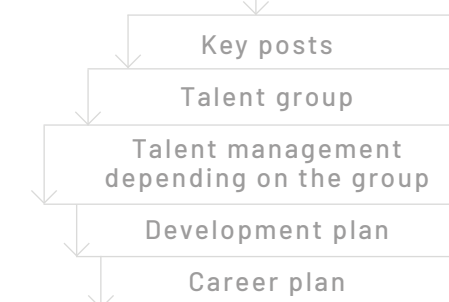 Key posts
Talent group
Talent management
depending on the group
Development plan
Career plan